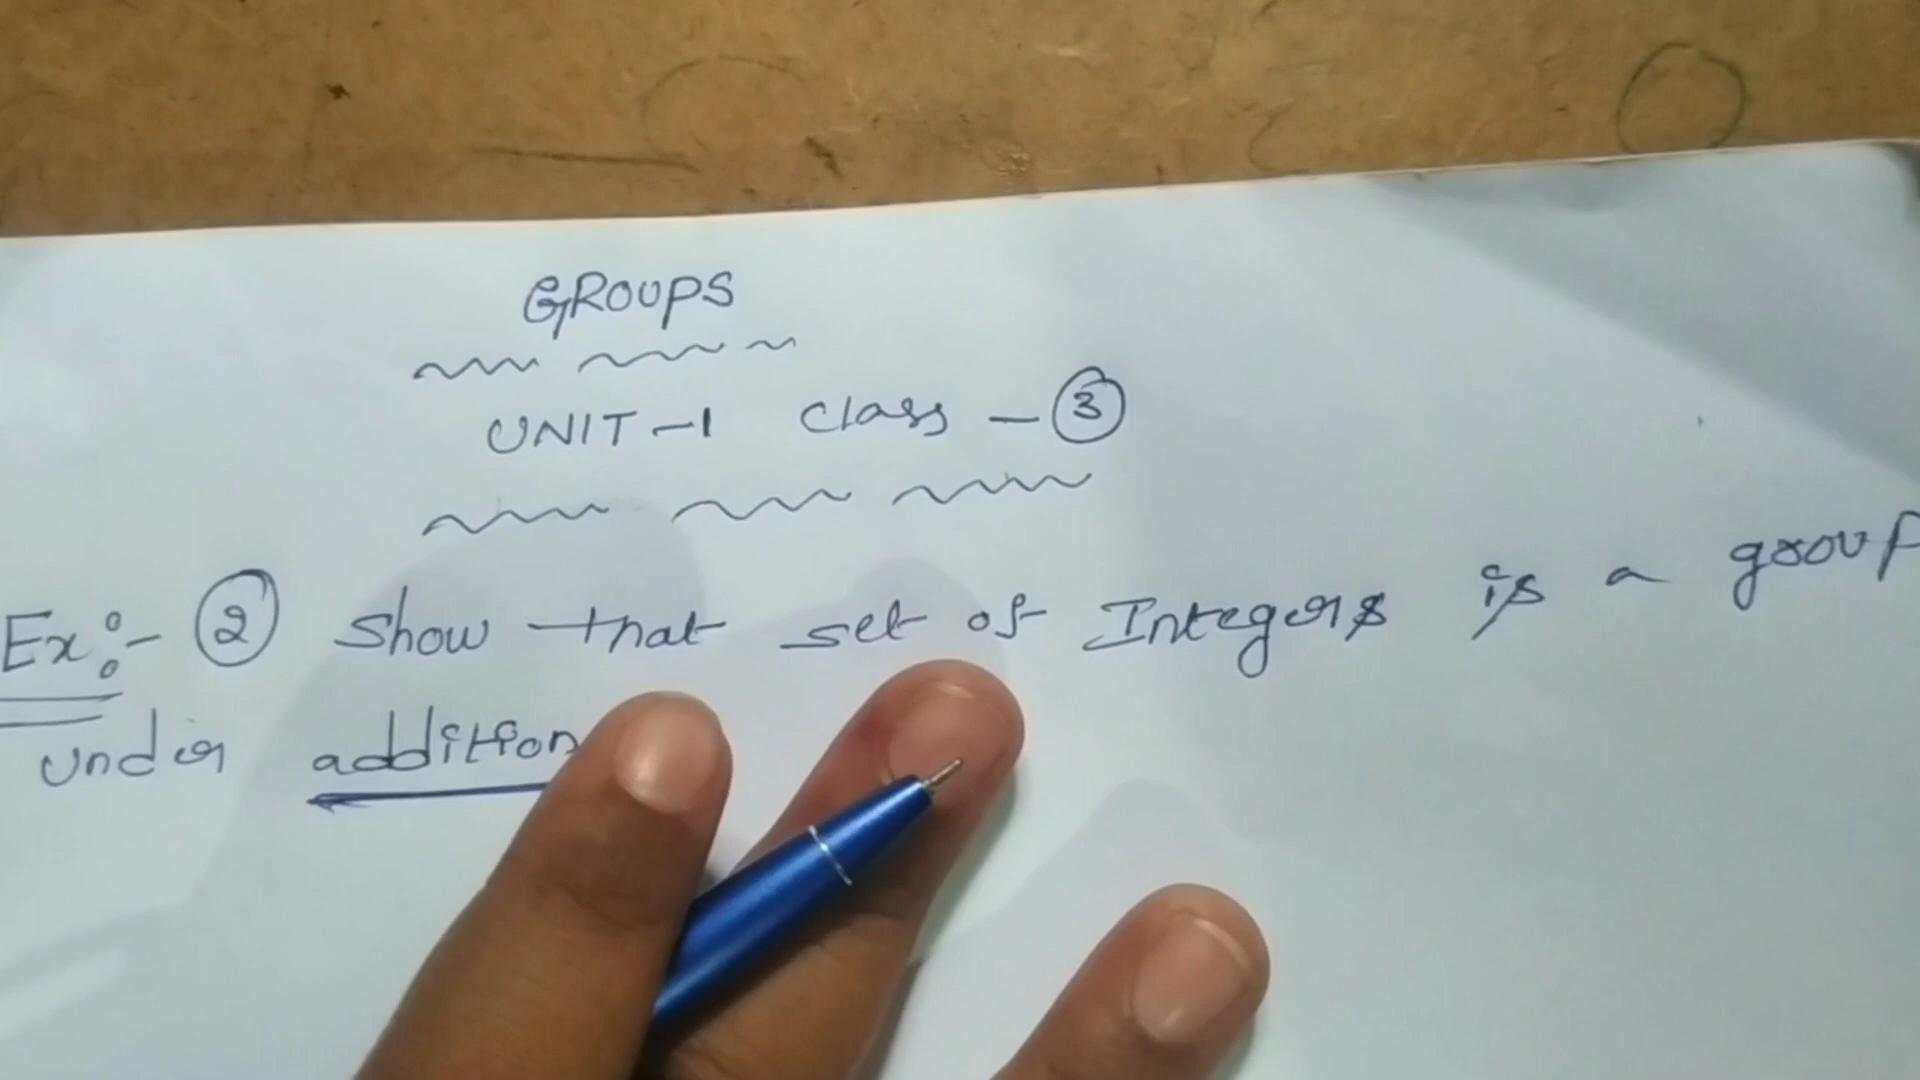 GROUPS
UNIT-1 class - 3
Ex:- 2 Show that set of Integers is a group
under addition